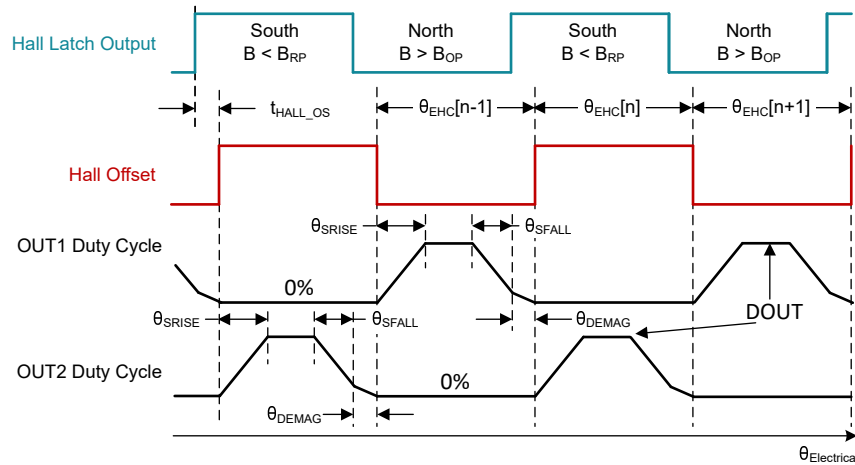 South
B < BRP
North
B > BOP
South
B < BRP
North
B > BOP
Hall Latch Output
tHALL_OS
θEHC[n-1]
θEHC[n]
θEHC[n+1]
Hall Offset
θSRISE
θSFALL
OUT1 Duty Cycle
0%
DOUT
θSRISE
θSFALL
θDEMAG
OUT2 Duty Cycle
0%
θDEMAG
θElectrica